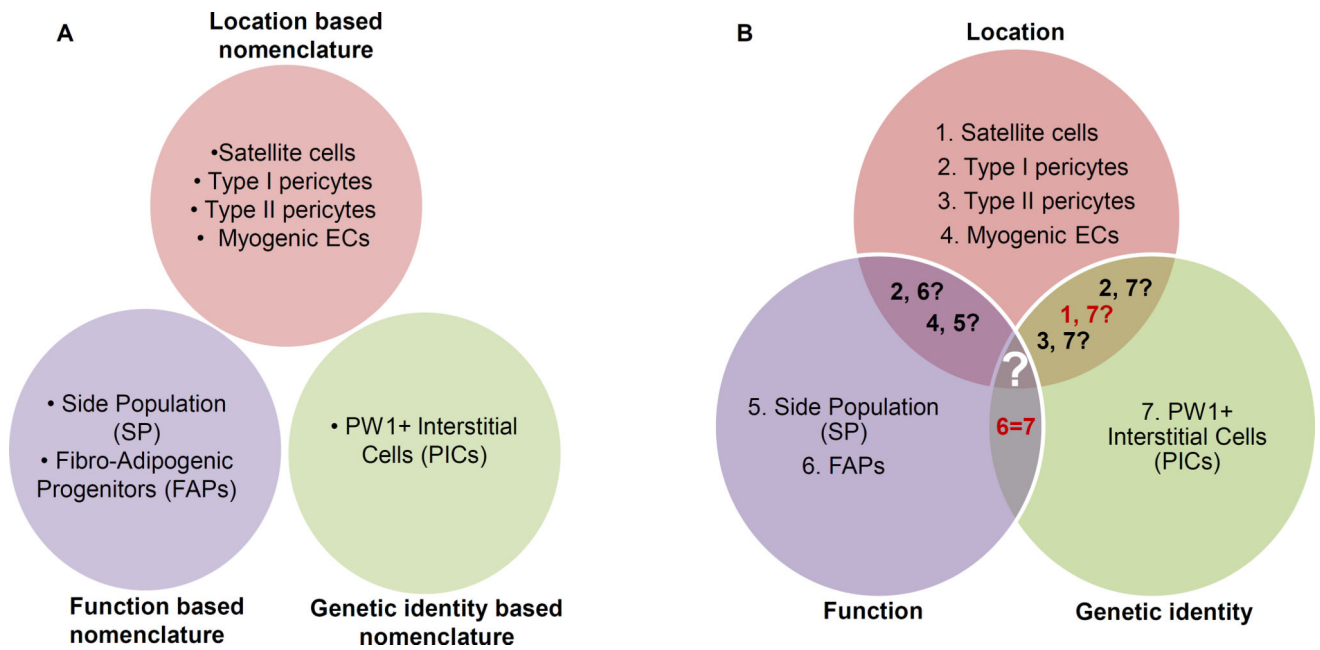 A
Location based
nomenclature
•Satellite cells
• Type I pericytes
• Type II pericytes
• Myogenic ECs
• Side Population
(SP)
• Fibro-Adipogenic
Progenitors (FAPs)
• PW1+ Interstitial
Cells (PICs)
Function based
nomenclature
Genetic identity based
nomenclature
B
Location
1. Satellite cells
2. Type I pericytes
3. Type II pericytes
4. Myogenic ECs
2, 6?
4, 5?
2, 7?
1, 7?
3, 7?
?
6=7
5. Side Population
(SP)
6. FAPs
7. PW1+
Interstitial Cells
(PICs)
Function
Genetic identity